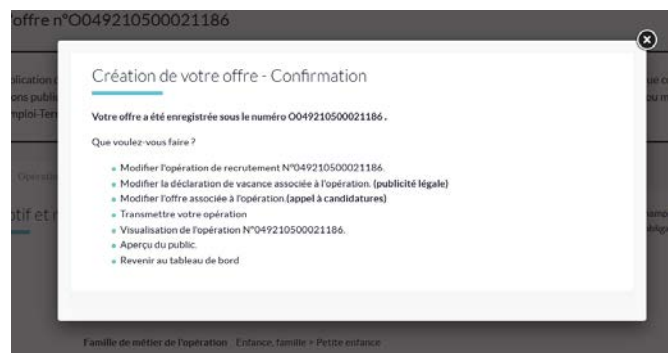 'offre n°O049210500021186
Création de votre offre - Confirmation
Votre offre a été enregistrée sous le numéro O049210500021186 .
Que voulez-vous faire ?
Modifier l'opération de recrutement N°049210500021186.
Modifier la déclaration de vacance associée à l'opération. (publicité légale)
Modifier l'offre associée à l'opération.(appel à candidatures)
Transmettre votre opération
Visualisation de l'opération N°049210500021186.
Aperçu du public.
Revenir au tableau de bord
Famille de métier de l'opération Enfance, famille > Petite enfance